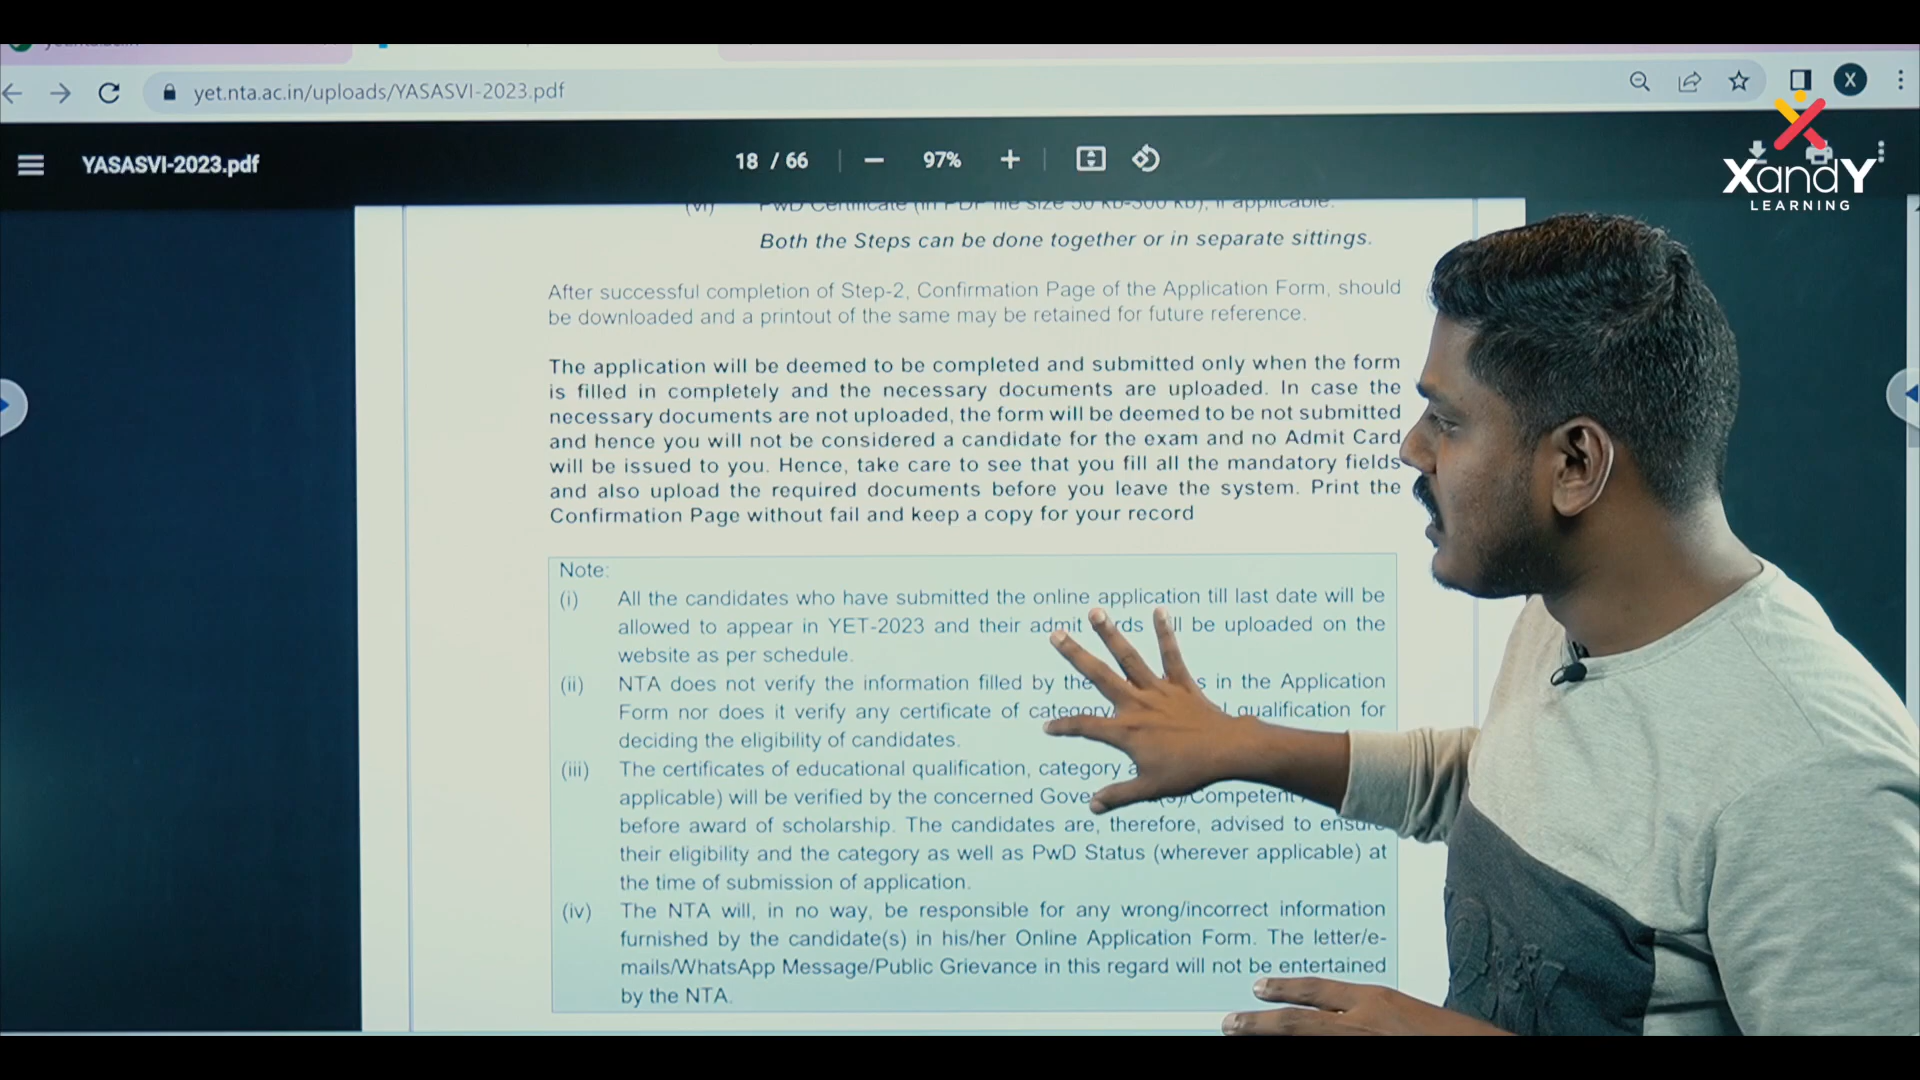 yet.nta.ac.in/uploads/YASASVI-2023.pdf
X
YASASVI-2023.pdf
18 / 66
97%
XandY
LEARNING
(vi) PwD Certificate (in PDF file size 50 kb-300 kb), if applicable.
Both the Steps can be done together or in separate sittings.
After successful completion of Step-2, Confirmation Page of the Application Form, should
be downloaded and a printout of the same may be retained for future reference.
The application will be deemed to be completed and submitted only when the form
is filled in completely and the necessary documents are uploaded. In case the
necessary documents are not uploaded, the form will be deemed to be not submitted
and hence you will not be considered a candidate for the exam and no Admit Card
will be issued to you. Hence, take care to see that you fill all the mandatory fields
and also upload the required documents before you leave the system. Print the
Confirmation Page without fail and keep a copy for your record
Note:
(i) All the candidates who have submitted the online application till last date will be
allowed to appear in YET-2023 and their admit be uploaded on the
website as per schedule.
(ii) NTA does not verify the information filled by the in the Application
Form nor does it verify any certificate of category qualification for
deciding the eligibility of candidates.
(iii) The certificates of educational qualification, category
applicable) will be verified by the concerned Competent
before award of scholarship. The candidates are, therefore, advised to ensure
their eligibility and the category as well as PwD Status (wherever applicable) at
the time of submission of application.
(iv) The NTA will, in no way, be responsible for any wrong/incorrect information
furnished by the candidate(s) in his/her Online Application Form. The letter/e-
mails/WhatsApp Message/Public Grievance in this regard will not be entertained
by the NTA.